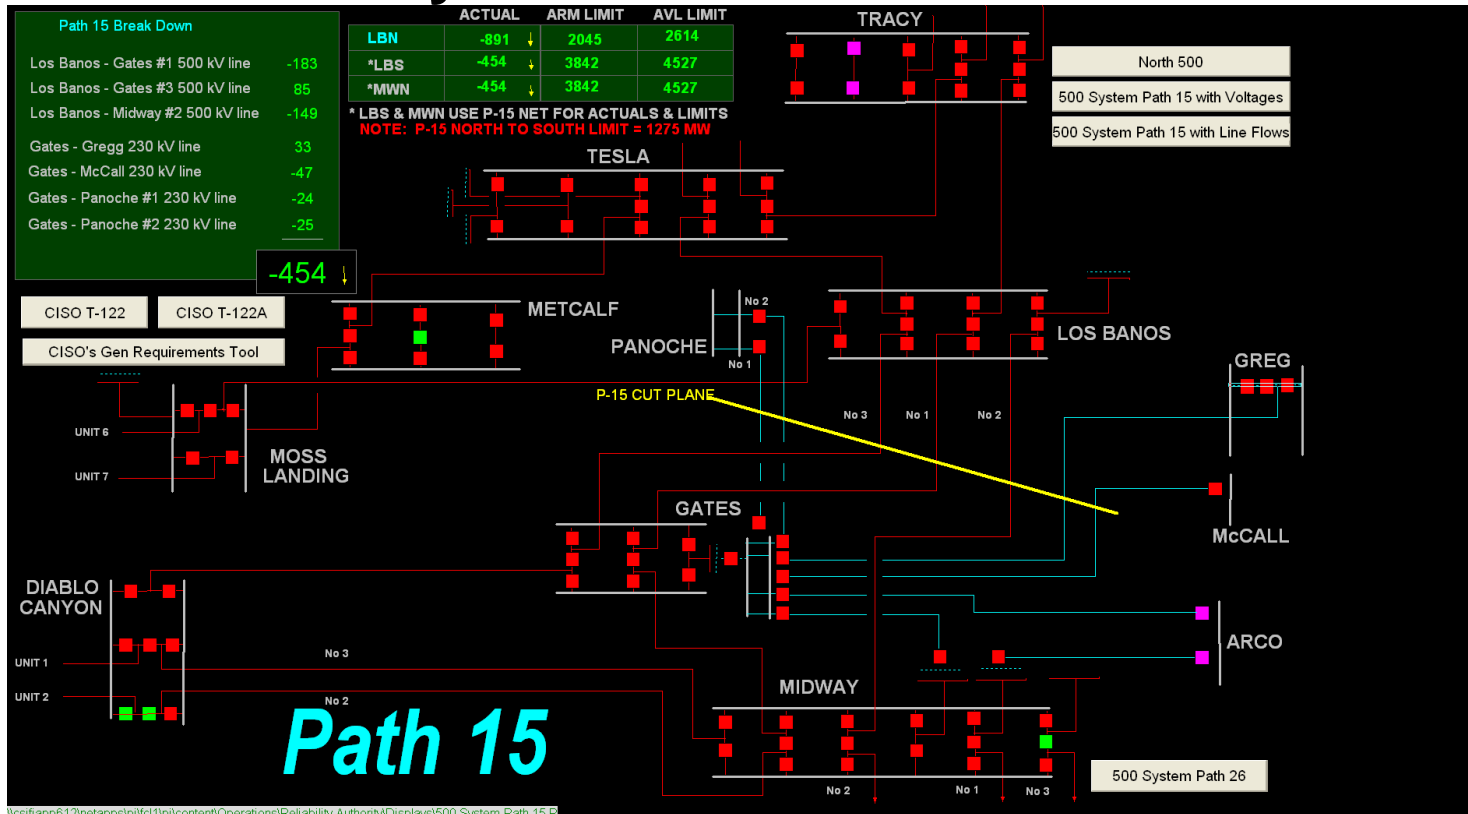 Path 15 Break Down
Los Banos - Gates #1 500 kV line -183
Los Banos - Gates #3 500 kV line 85
Los Banos - Midway #2 500 kV line -149
Gates - Gregg 230 kV line 33
Gates - McCall 230 kV line -47
Gates - Panoche #1 230 kV line -24
Gates - Panoche #2 230 kV line -25
-454
ACTUAL ARM LIMIT AVL LIMIT
LBN -891 2045 2614
*LBS -454 3842 4527
*MWN -454 3842 4527
* LBS & MWN USE P-15 NET FOR ACTUALS & LIMITS
NOTE: P-15 NORTH TO SOUTH LIMIT = 1275 MW
TRACY
North 500
500 System Path 15 with Voltages
500 System Path 15 with Line Flows
TESLA
CISO T-122 CISO T-122A
CISO's Gen Requirements Tool
METCALF
PANOCHE
No 2
No 1
LOS BANOS
GREG
P-15 CUT PLANE
No 3 No 1 No 2
UNIT 6
UNIT 7
MOSS
LANDING
GATES
McCALL
DIABLO
CANYON
UNIT 1
UNIT 2
No 3
No 2
ARCO
MIDWAY
Path 15
No 2 No 1 No 3
500 System Path 26